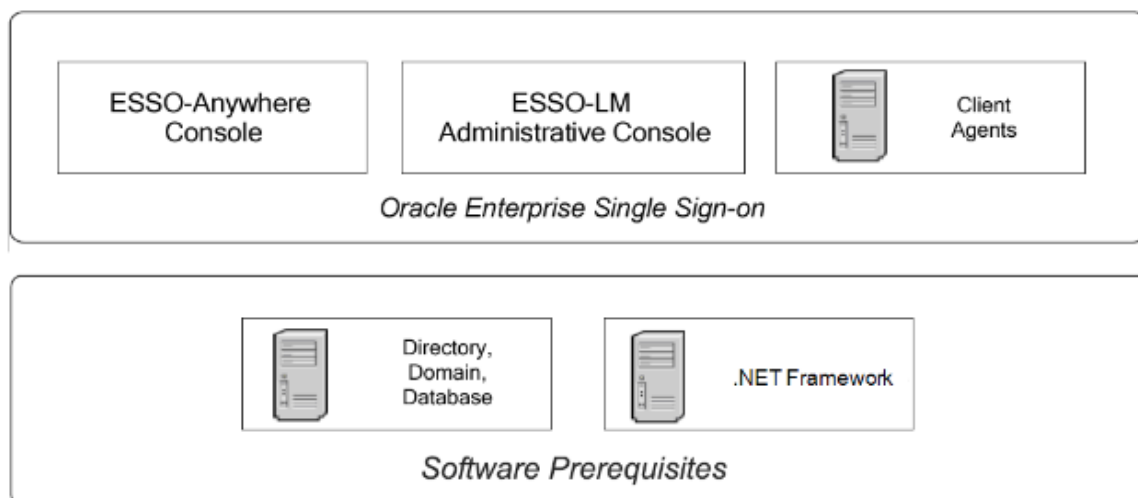 ESSO-Anywhere
Console
ESSO-LM
Administrative Console
Client
Agents
Oracle Enterprise Single Sign-on
Directory,
Domain,
Database
.NET Framework
Software Prerequisites